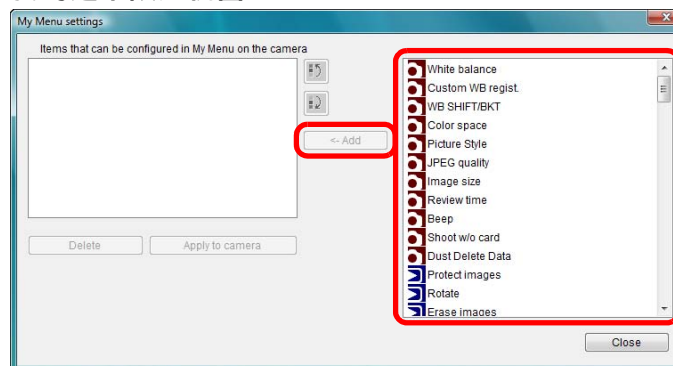 My Menu settings
Items that can be configured in My Menu on the camera
White balance
Custom WB regist.
WB SHIFT/BKT
Color space
<- Add
Picture Style
JPEG quality
Image size
Review time
Beep
Shoot w/o card
Delete
Apply to camera
Dust Delete Data
Protect images
Rotate
Erase images
Close